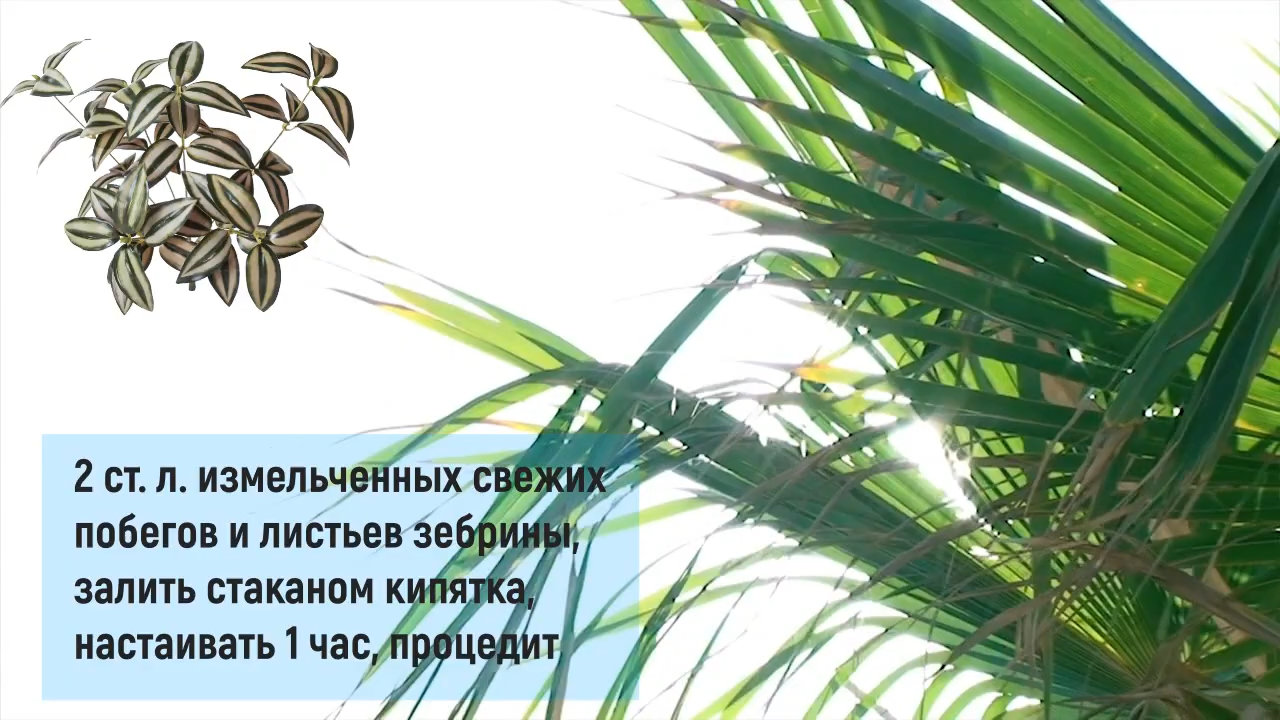 2 ст. л. измельченных свежих
побегов и листьев зебрины,
залить стаканом кипятка,
настаивать 1 час, процедит